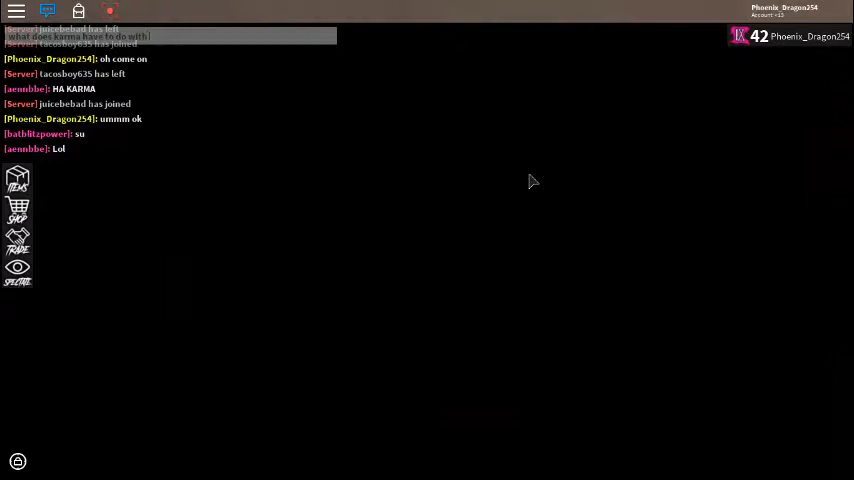 Phoenix_Dragon254
Account: <13
[Server] juicebebad has left
what does karma have to do with
[Server] tacosboy635 has joined
[Phoenix_Dragon254]: oh come on
[Server] tacosboy635 has left
[aennbbe]: HA KARMA
[Server] juicebebad has joined
[Phoenix_Dragon254]: ummm ok
[batblitzpower]: su
[aennbbe]: Lol
42 Phoenix_Dragon254
ITEMS
SHOP
TRADE
SPECTATE